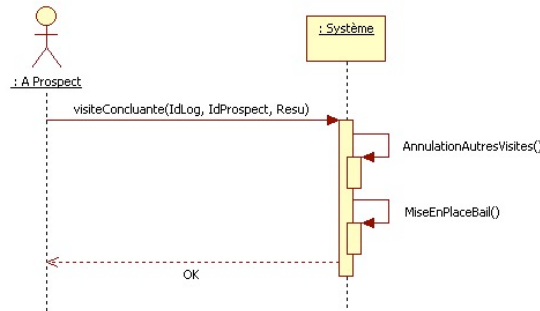 : Système
: A Prospect
visiteConcluante(IdLog, IdProspect, Resu)
AnnulationAutresVisites()
MiseEnPlaceBail()
OK